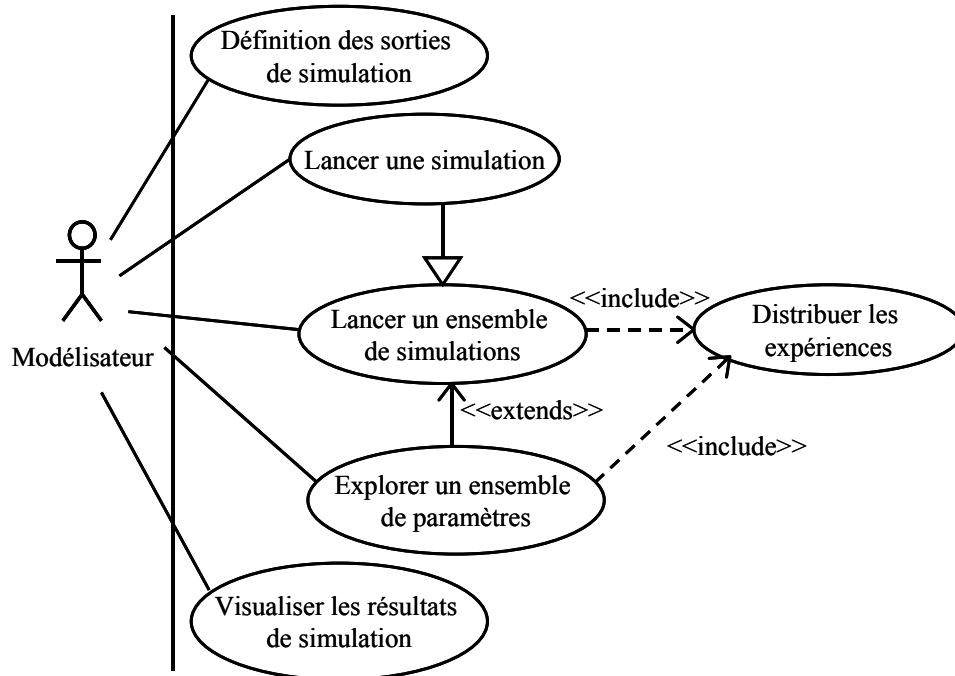 Définition des sorties
de simulation
Lancer une simulation
Lancer un ensemble
de simulations
<<include>>
Distribuer les
expériences
Modélisateur
<<extends>>
<<include>>
Explorer un ensemble
de paramètres
Visualiser les résultats
de simulation